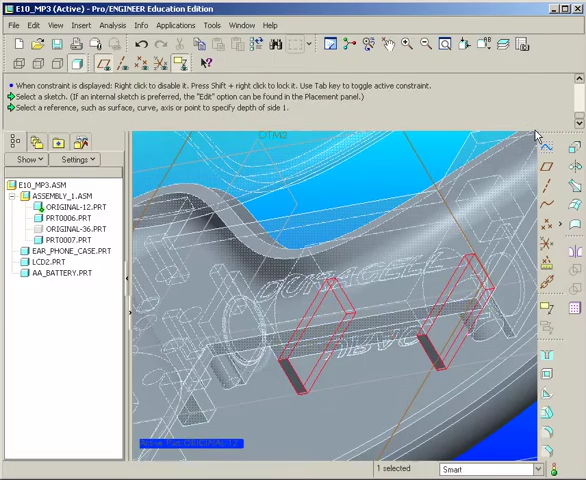 E10_MP3 (Active) - Pro/ENGINEER Education Edition
File Edit View Insert Analysis Info Applications Tools Window Help
When constraint is displayed: Right click to disable it. Press Shift + right click to lock it. Use Tab key to toggle active constraint.
Select a sketch. (If an internal sketch is preferred, the "Edit" option can be found in the Placement panel.)
Select a reference, such as surface, curve, axis or point to specify depth of side 1.
DTM2
Show Settings
E10_MP3.ASM
ASSEMBLY_1.ASM
ORIGINAL-12.PRT
PRT0006.PRT
ORIGINAL-36.PRT
PRT0007.PRT
EAR_PHONE_CASE.PRT
LCD2.PRT
AA_BATTERY.PRT
Active Part:ORIGINAL-12
1 selected Smart